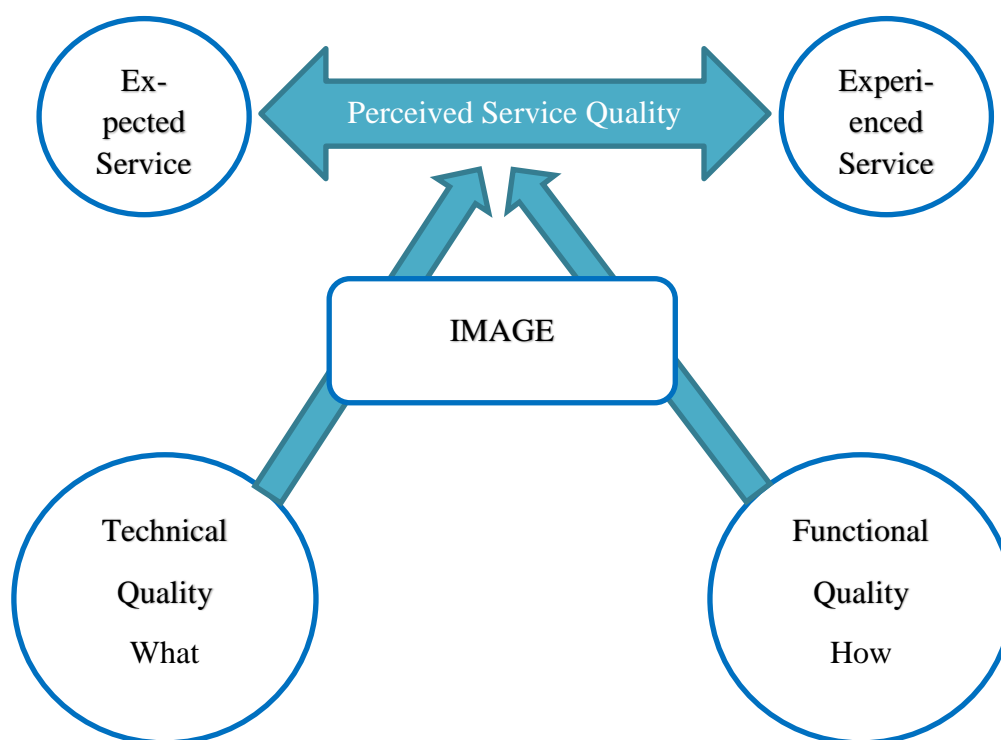 Ex-
pected
Service
Perceived Service Quality
Experi-
enced
Service
IMAGE
Technical
Quality
What
Functional
Quality
How